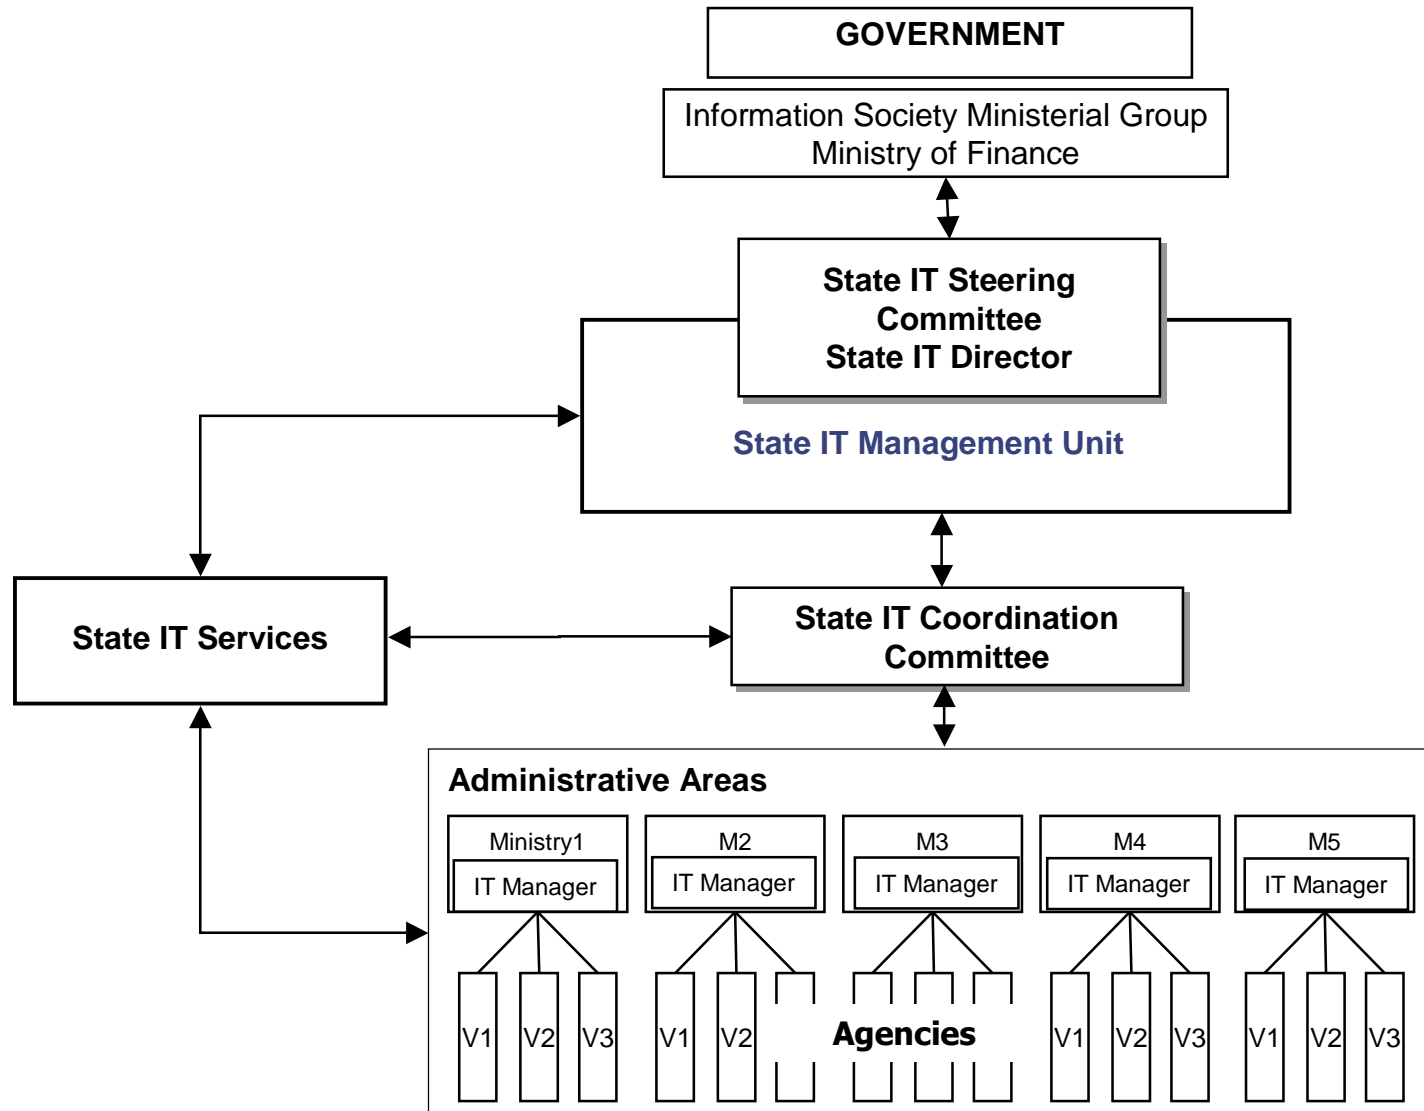 GOVERNMENT
Information Society Ministerial Group
Ministry of Finance
State IT Steering
Committee
State IT Director
State IT Management Unit
State IT Services
State IT Coordination
Committee
Administrative Areas
Ministry1
M2
M3
M4
M5
IT Manager
IT Manager
IT Manager
IT Manager
IT Manager
V1
V2
V3
V1
V2
Agencies
V1
V2
V3
V1
V2
V3